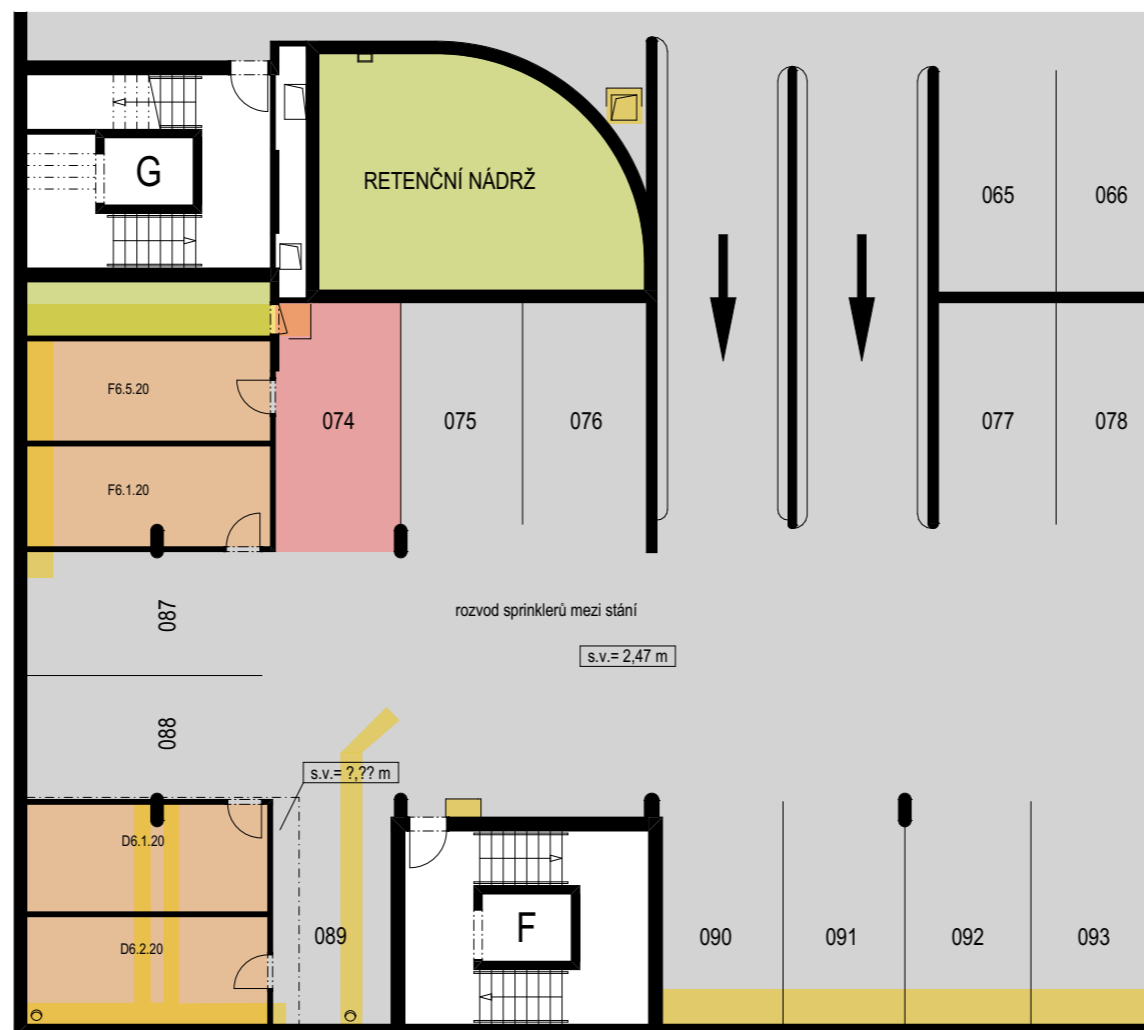 G
RETENČNÍ NÁDRŽ
065
066
F6.5.20
074
075
076
077
078
F6.1.20
087
rozvod sprinklerů mezi stání
s.v.= 2,47 m
088
s.v.= ?,?? m
D6.1.20
D6.2.20
089
F
090
091
092
093